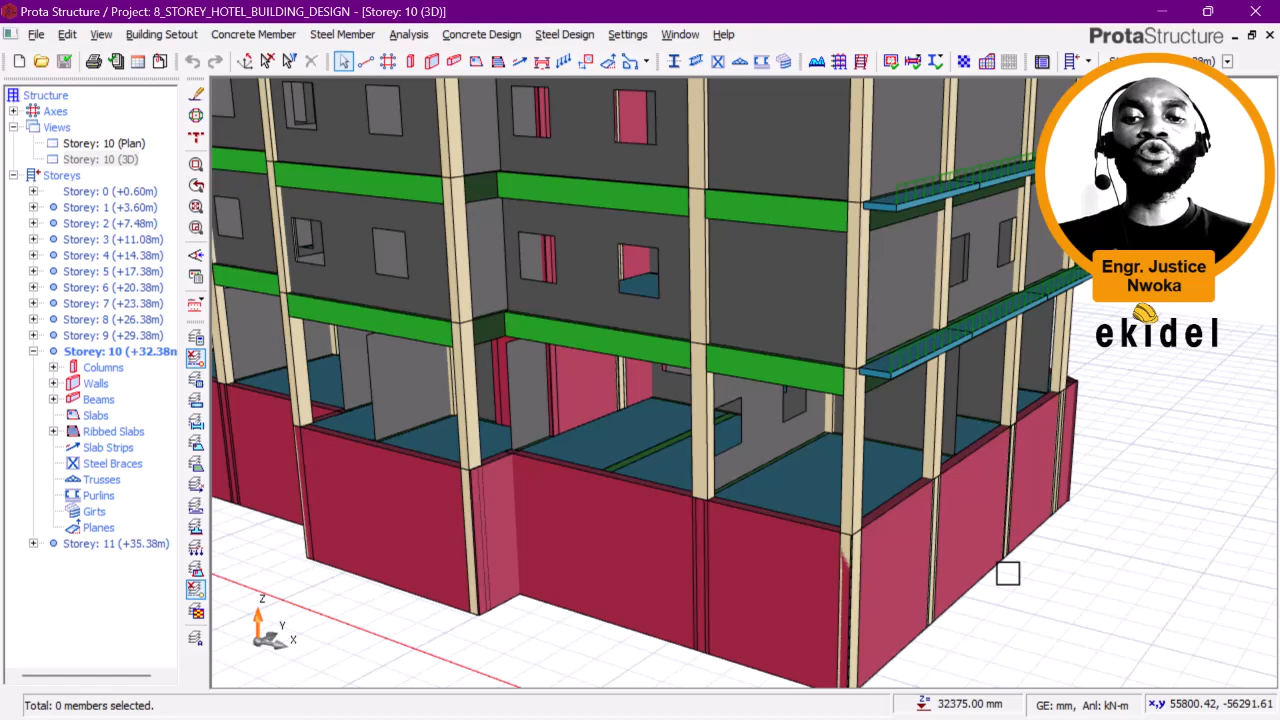 Prota Structure / Project: 8_STOREY_HOTEL_BUILDING_DESIGN - [Storey: 10 (3D)]
File Edit View Building Setout Concrete Member Steel Member Analysis Concrete Design Steel Design Settings Window Help
ProtaStructure
Structure
Axes
Views
Storey: 10 (Plan)
Storey: 10 (3D)
Storeys
Storey: 0 (+0.60m)
Storey: 1 (+3.60m)
Storey: 2 (+7.48m)
Storey: 3 (+11.08m)
Storey: 4 (+14.38m)
Storey: 5 (+17.38m)
Storey: 6 (+20.38m)
Storey: 7 (+23.38m)
Storey: 8 (+26.38m)
Storey: 9 (+29.38m)
Storey: 10 (+32.38m
Columns
Walls
Beams
Slabs
Ribbed Slabs
Slab Strips
Steel Braces
Trusses
Purlins
Girts
Planes
Storey: 11 (+35.38m)
Engr. Justice
Nwoka
ekidel
Z
Y
X
Total: 0 members selected.
Z= 32375.00 mm
GE: mm, Anl: kN-m
x,y 55800.42, -56291.61